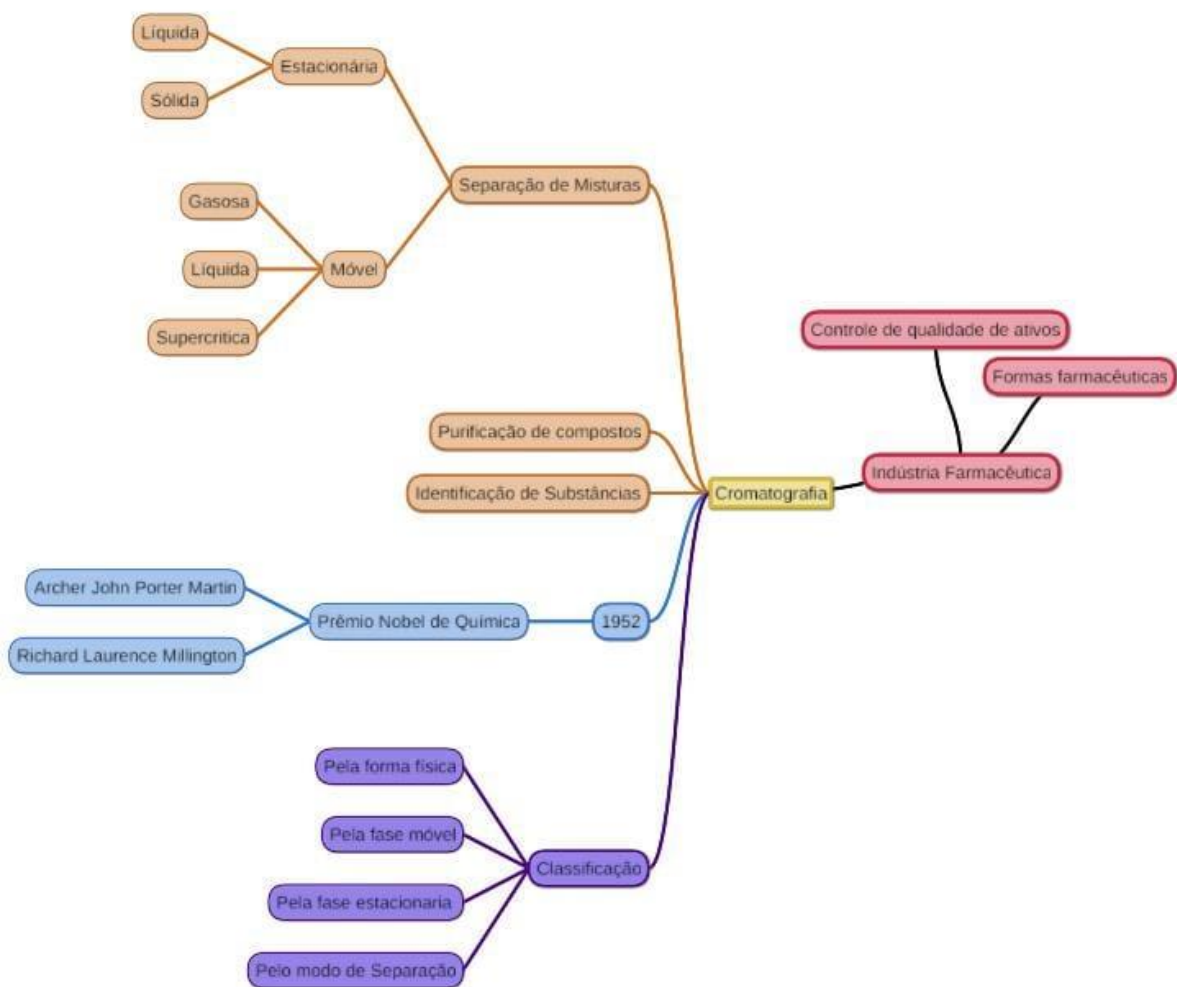 Líquida
Estacionária
Sólida
Separação de Misturas
Gasosa
Líquida
Móvel
Supercritica
Controle de qualidade de ativos
Formas farmacêuticas
Purificação de compostos
Indústria Farmacêutica
Identificação de Substâncias
Cromatografia
Archer John Porter Martin
Prêmio Nobel de Química
1952
Richard Laurence Millington
Pela forma física
Pela fase móvel
Classificação
Pela fase estacionaria
Pelo modo de Separação